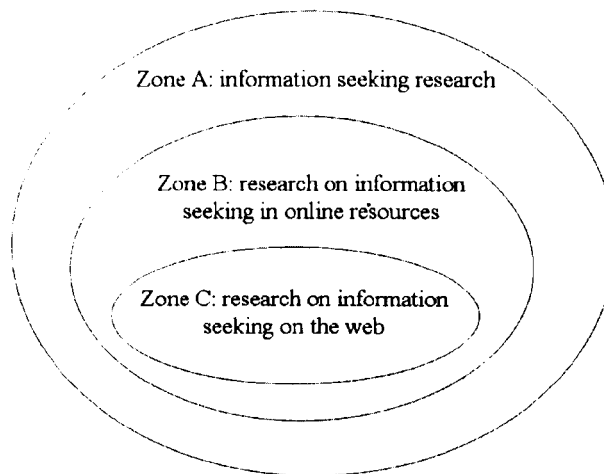 Zone A: information seeking research
Zone B: research on information
seeking in online resources
Zone C: research on information
seeking on the web